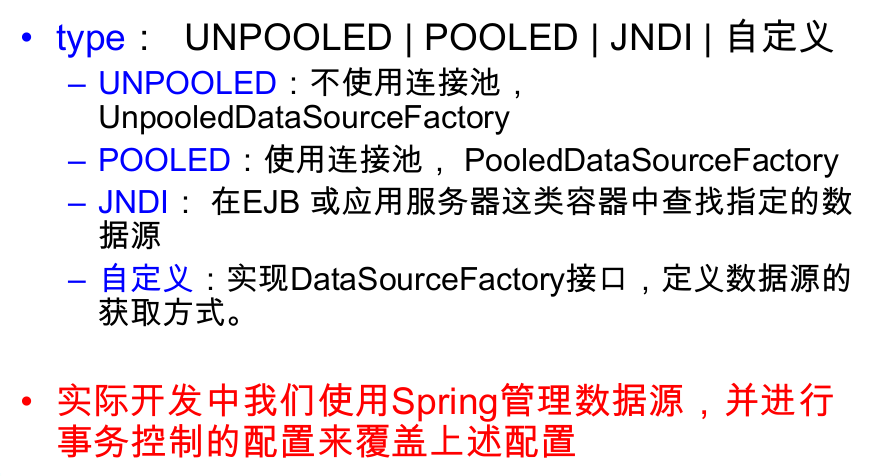 • type： UNPOOLED | POOLED | JNDI | 自定义
– UNPOOLED：不使用连接池，
UnpooledDataSourceFactory
– POOLED：使用连接池， PooledDataSourceFactory
– JNDI： 在EJB 或应用服务器这类容器中查找指定的数
据源
– 自定义：实现DataSourceFactory接口，定义数据源的
获取方式。
• 实际开发中我们使用Spring管理数据源，并进行
事务控制的配置来覆盖上述配置